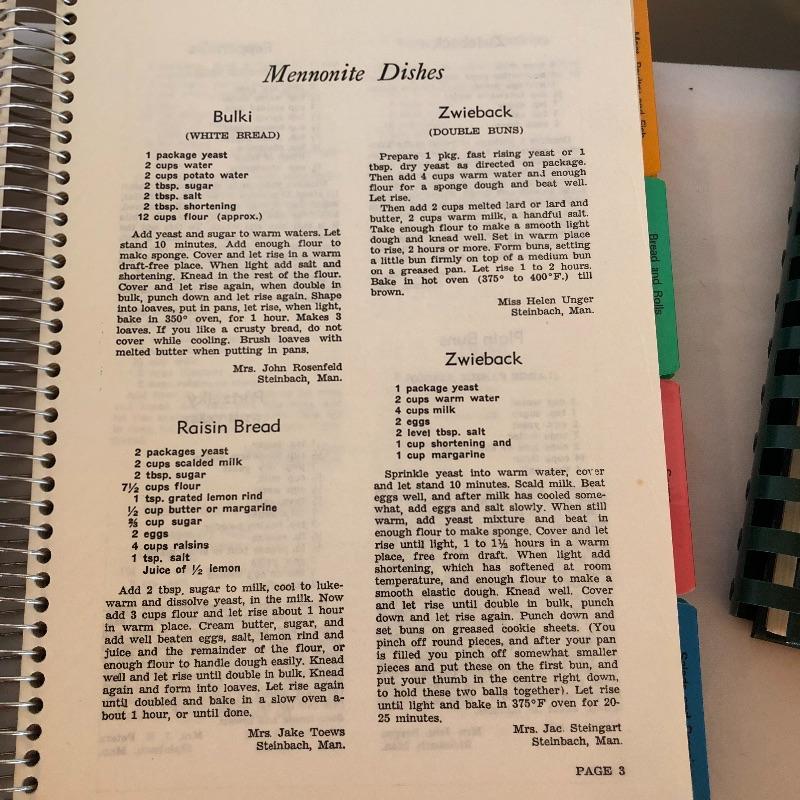 Mennonite Dishes
Bulki
(WHITE BREAD)
1 package yeast
2 cups water
2 cups potato water
2 tbsp. sugar
2 tbsp. salt
2 tbsp. shortening
12 cups flour (approx.)
Add yeast and sugar to warm waters. Let
stand 10 minutes. Add enough flour to
make sponge. Cover and let rise in a warm
draft-free place. When light add salt and
shortening. Knead in the rest of the flour.
Cover and let rise again, when double in
bulk, punch down and let rise again. Shape
into loaves, put in pans, let rise, when light,
bake in 350° oven, for 1 hour. Makes 3
loaves. If you like a crusty bread, do not
cover while cooling. Brush loaves with
melted butter when putting in pans.
Mrs. John Rosenfeld
Steinbach, Man.
Raisin Bread
2 packages yeast
2 cups scalded milk
2 tbsp. sugar
7½ cups flour
1 tsp. grated lemon rind
½ cup butter or margarine
⅔ cup sugar
2 eggs
4 cups raisins
1 tsp. salt
Juice of ½ lemon
Add 2 tbsp. sugar to milk, cool to luke-
warm and dissolve yeast, in the milk. Now
add 3 cups flour and let rise about 1 hour
in warm place. Cream butter, sugar, and
add well beaten eggs, salt, lemon rind and
juice and the remainder of the flour, or
enough flour to handle dough easily. Knead
well and let rise until double in bulk. Knead
again and form into loaves. Let rise again
until doubled and bake in a slow oven a-
bout 1 hour, or until done.
Mrs. Jake Toews
Steinbach, Man.
Zwieback
(DOUBLE BUNS)
Prepare 1 pkg. fast rising yeast or 1
tbsp. dry yeast as directed on package.
Then add 4 cups warm water and enough
flour for a sponge dough and beat well.
Let rise.
Then add 2 cups melted lard or lard and
butter, 2 cups warm milk, a handful salt.
Take enough flour to make a smooth light
dough and knead well. Set in warm place
to rise, 2 hours or more. Form buns, setting
a little bun firmly on top of a medium bun
on a greased pan. Let rise 1 to 2 hours.
Bake in hot oven (375° to 400°F.) till
brown.
Miss Helen Unger
Steinbach, Man.
Zwieback
1 package yeast
2 cups warm water
4 cups milk
2 eggs
2 level tbsp. salt
1 cup shortening and
1 cup margarine
Sprinkle yeast into warm water, cover
and let stand 10 minutes. Scald milk. Beat
eggs well, and after milk has cooled some-
what, add eggs and salt slowly. When still
warm, add yeast mixture and beat in
enough flour to make sponge. Cover and let
rise until light, 1 to 1½ hours in a warm
place, free from draft. When light add
shortening, which has softened at room
temperature, and enough flour to make a
smooth elastic dough. Knead well. Cover
and let rise until double in bulk, punch
down and let rise again. Punch down and
set buns on greased cookie sheets. (You
pinch off round pieces, and after your pan
is filled you pinch off somewhat smaller
pieces and put these on the first bun, and
put your thumb in the centre right down,
to hold these two balls together). Let rise
until light and bake in 375°F oven for 20-
25 minutes.
Mrs. Jac. Steingart
Steinbach, Man.
PAGE 3
Bread and Rolls